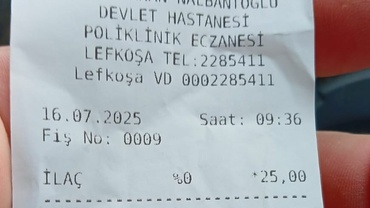 NALBANTOĞLU
DEVLET HASTANESİ
POLİKLİNİK ECZANESİ
LEFKOŞA TEL:2285411
Lefkoşa VD 0002285411
16.07.2025 Saat: 09:36
Fiş No: 0009
İLAÇ %0 *25,00